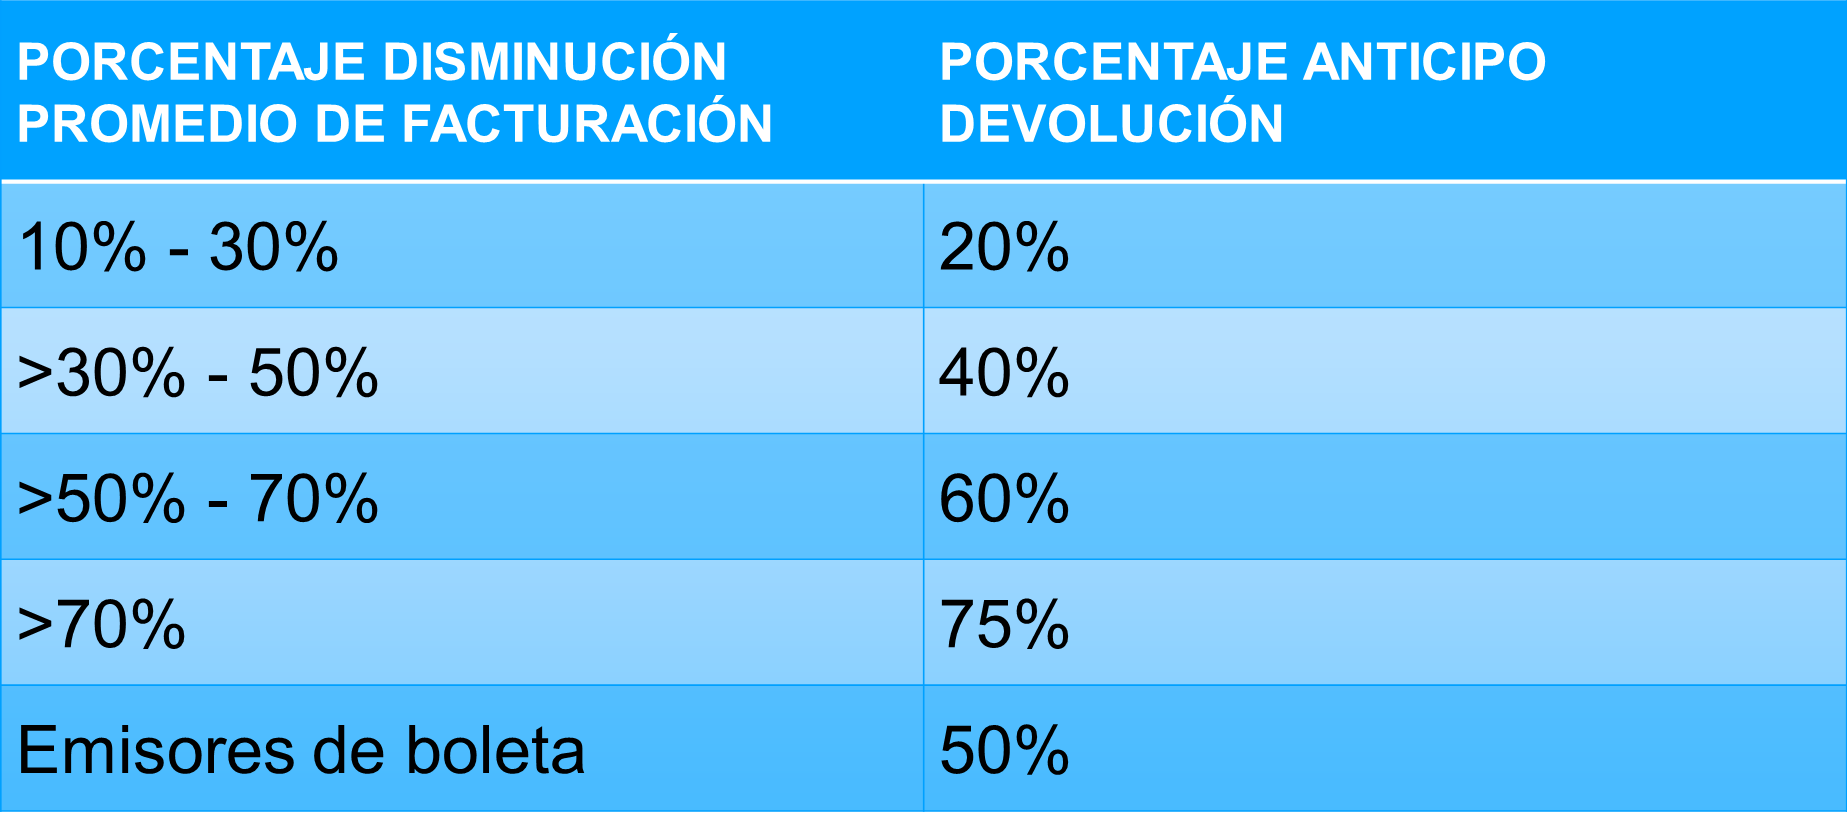 PORCENTAJE DISMINUCIÓN
PROMEDIO DE FACTURACIÓN
PORCENTAJE ANTICIPO
DEVOLUCIÓN
10% - 30%
20%
>30% - 50%
40%
>50% - 70%
60%
>70%
75%
Emisores de boleta
50%